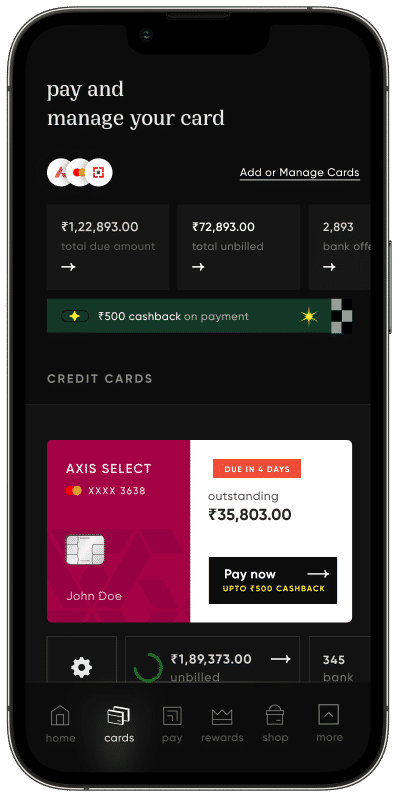 pay and
manage your card
Add or Manage Cards
₹1,22,893.00
total due amount
₹72,893.00
total unbilled
2,893
bank offe
₹500 cashback on payment
CREDIT CARDS
AXIS SELECT
XXXX 3638
John Doe
DUE IN 4 DAYS
outstanding
₹35,803.00
Pay now
UPTO ₹500 CASHBACK
₹1,89,373.00
unbilled
345
bank
home
cards
pay
rewards
shop
more